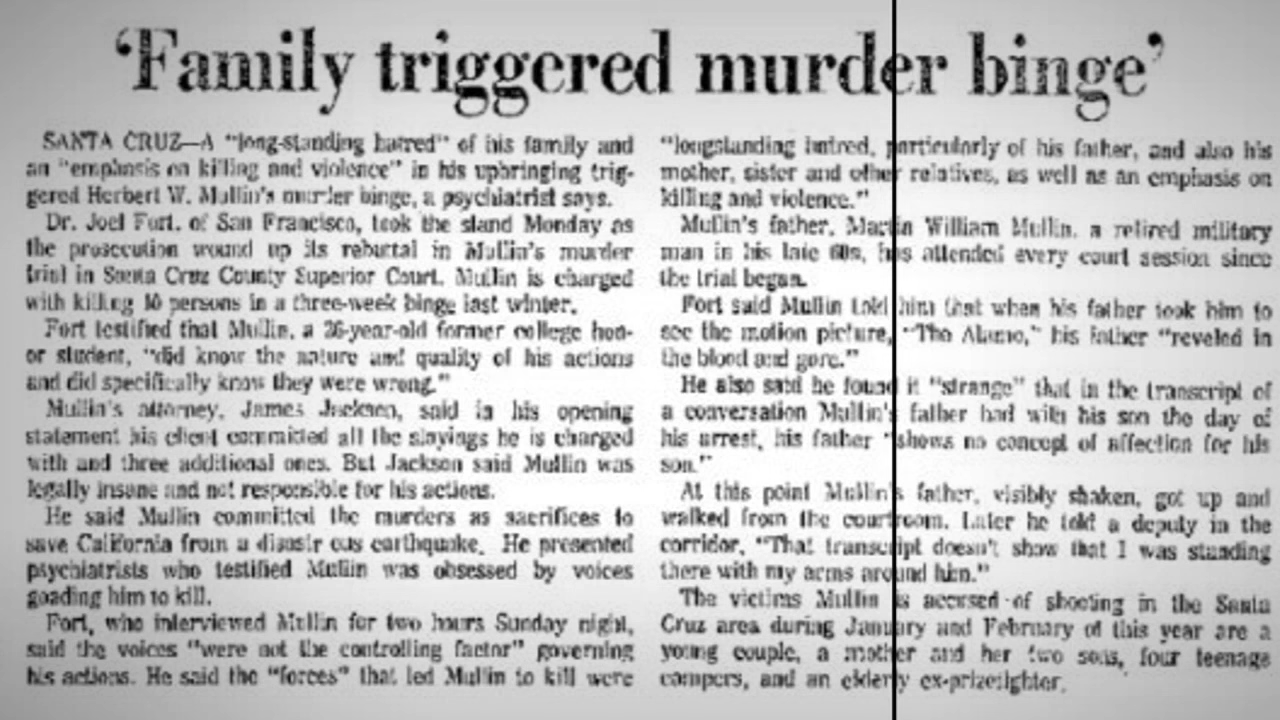 ‘Family triggered murder binge’
SANTA CRUZ—A "long-standing hatred" of his family and
an "emphasis on killing and violence" in his upbringing trig-
gered Herbert W. Mullin's murder binge, a psychiatrist says.
Dr. Joel Fort, of San Francisco, took the stand Monday as
the prosecution wound up its rebuttal in Mullin's murder
trial in Santa Cruz County Superior Court. Mullin is charged
with killing 10 persons in a three-week binge last winter.
Fort testified that Mullin, a 26-year-old former college hon-
or student, "did know the nature and quality of his actions
and did specifically know they were wrong."
Mullin's attorney, James Jackson, said in his opening
statement his client committed all the slayings he is charged
with and three additional ones. But Jackson said Mullin was
legally insane and not responsible for his actions.
He said Mullin committed the murders as sacrifices to
save California from a disastr ous earthquake. He presented
psychiatrists who testified Mullin was obsessed by voices
goading him to kill.
Fort, who interviewed Mullin for two hours Sunday night,
said the voices "were not the controlling factor" governing
his actions. He said the "forces" that led Mullin to kill were
"longstanding hatred, particularly of his father, and also his
mother, sister and other relatives, as well as an emphasis on
killing and violence."
Mullin's father, Martin William Mullin, a retired military
man in his late 60s, has attended every court session since
the trial began.
Fort said Mullin told him that when his father took him to
see the motion picture, "The Alamo," his father "reveled in
the blood and gore."
He also said he found it "strange" that in the transcript of
a conversation Mullin's father had with his son the day of
his arrest, his father "shows no concept of affection for his
son."
At this point Mullin's father, visibly shaken, got up and
walked from the courtroom. Later he told a deputy in the
corridor, "That transcript doesn't show that I was standing
there with my arms around him."
The victims Mullin is accused of shooting in the Santa
Cruz area during January and February of this year are a
young couple, a mother and her two sons, four teenage
campers, and an elderly ex-prizefighter.